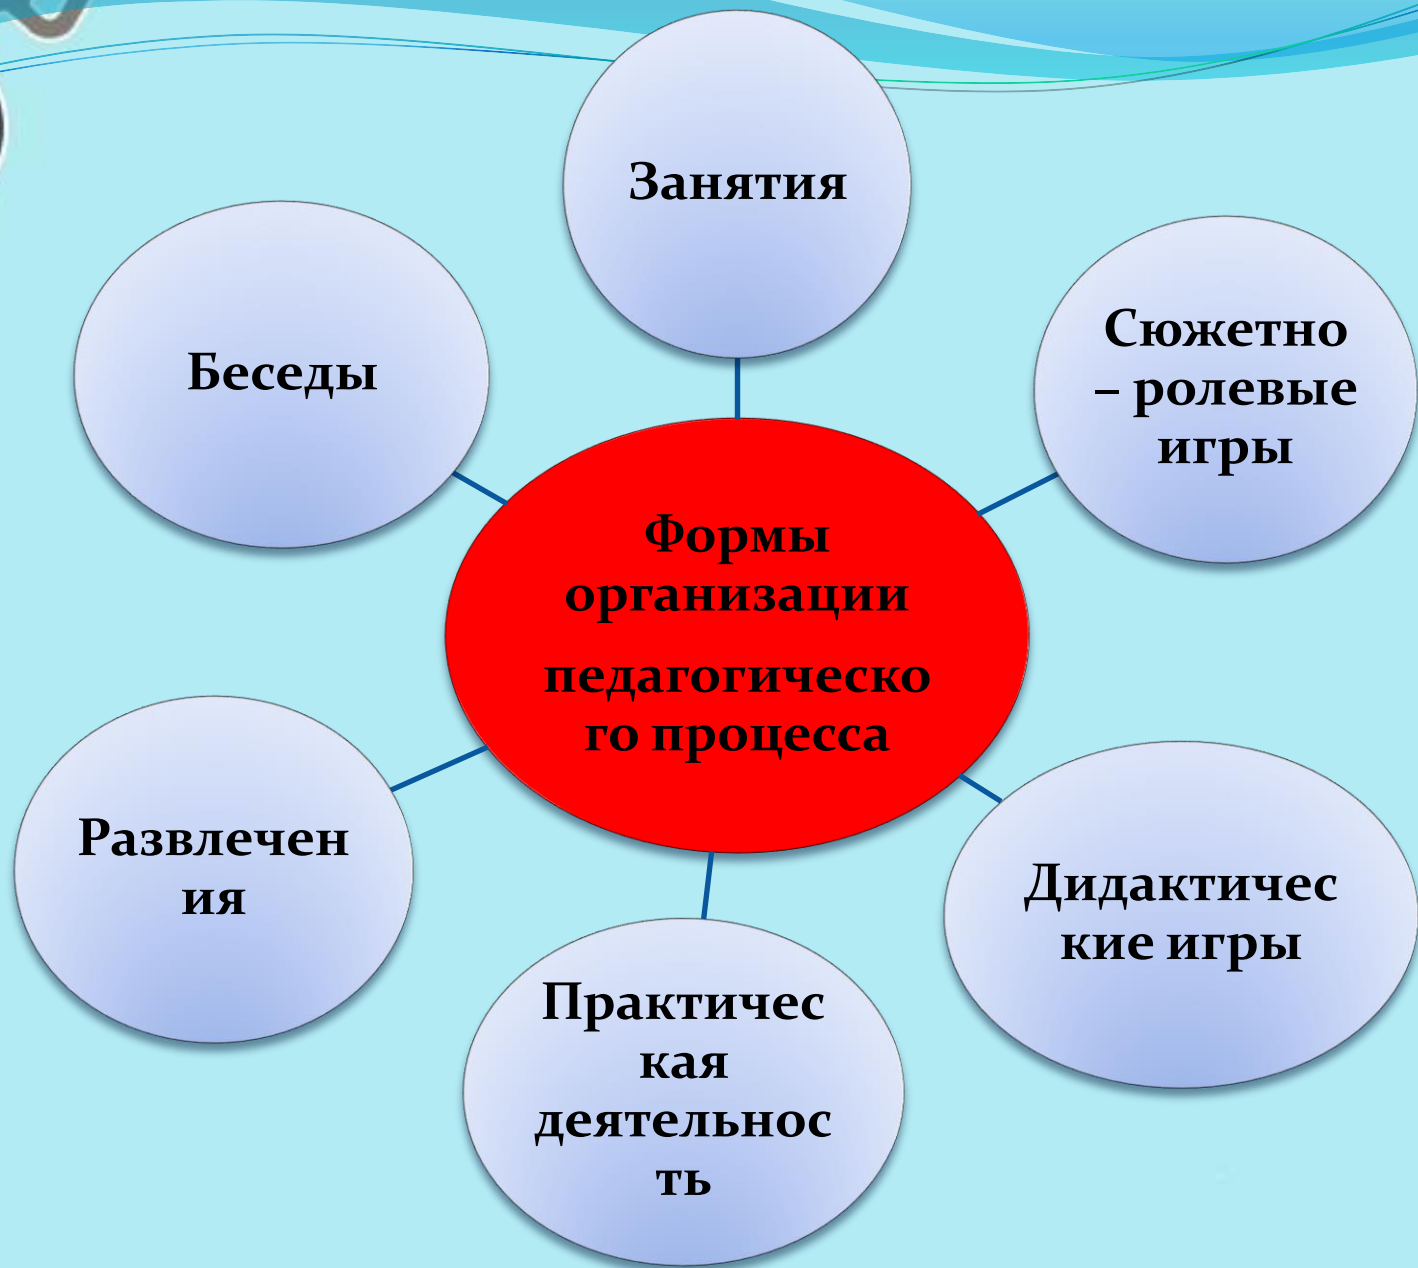 Занятия
Сюжетно
– ролевые
игры
Беседы
Формы
организации
педагогическо
го процесса
Развлечен
ия
Дидактичес
кие игры
Практичес
кая
деятельнос
ть